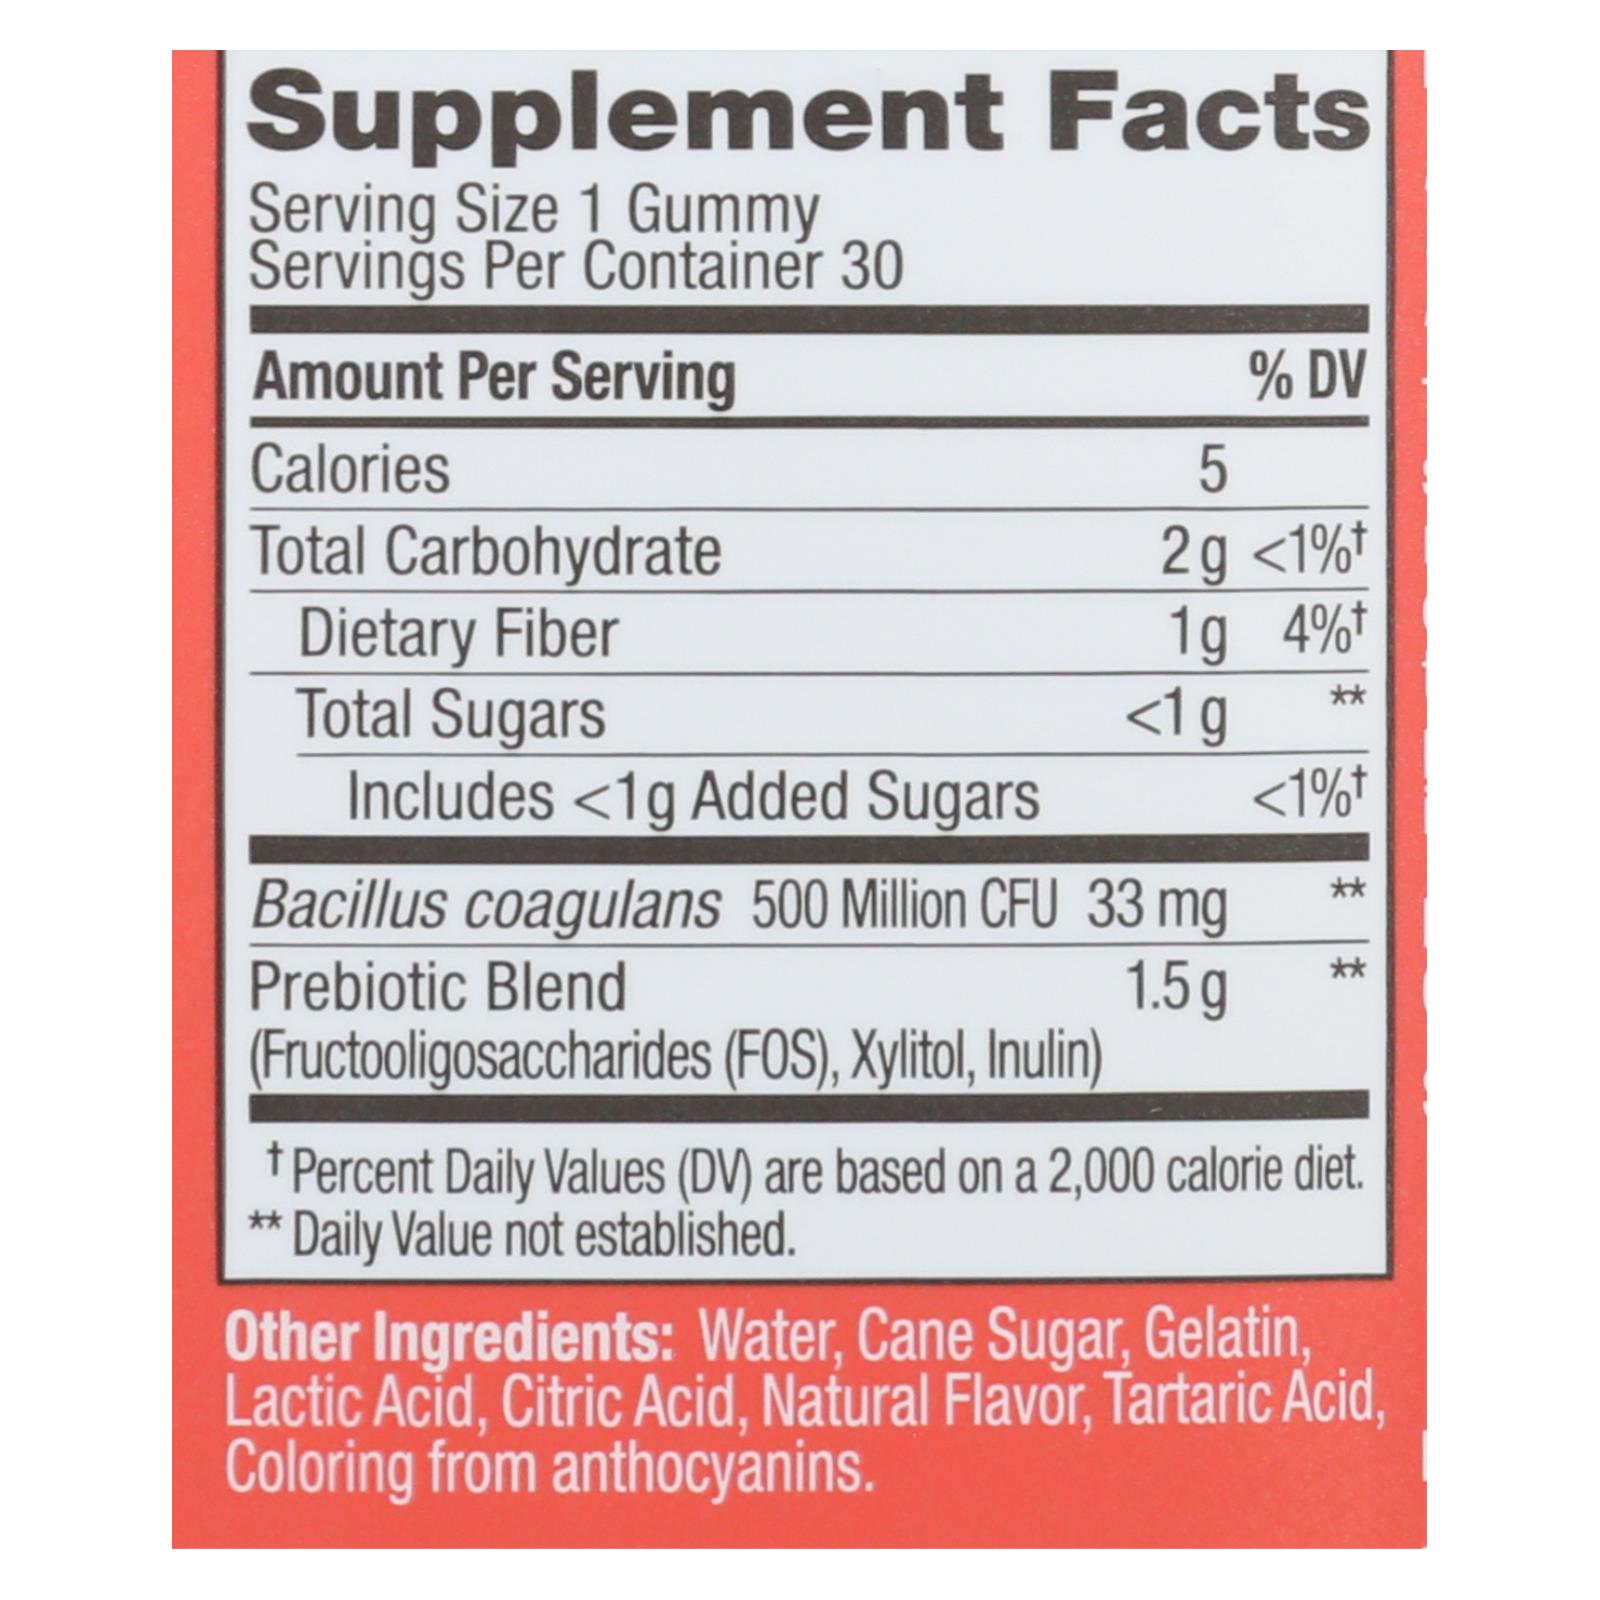 Supplement Facts
Serving Size 1 Gummy
Servings Per Container 30
Amount Per Serving % DV
Calories 5
Total Carbohydrate 2 g <1%†
Dietary Fiber 1 g 4%†
Total Sugars <1 g **
Includes <1g Added Sugars <1%†
Bacillus coagulans 500 Million CFU 33 mg **
Prebiotic Blend 1.5 g **
(Fructooligosaccharides (FOS), Xylitol, Inulin)
† Percent Daily Values (DV) are based on a 2,000 calorie diet.
** Daily Value not established.
Other Ingredients: Water, Cane Sugar, Gelatin,
Lactic Acid, Citric Acid, Natural Flavor, Tartaric Acid,
Coloring from anthocyanins.